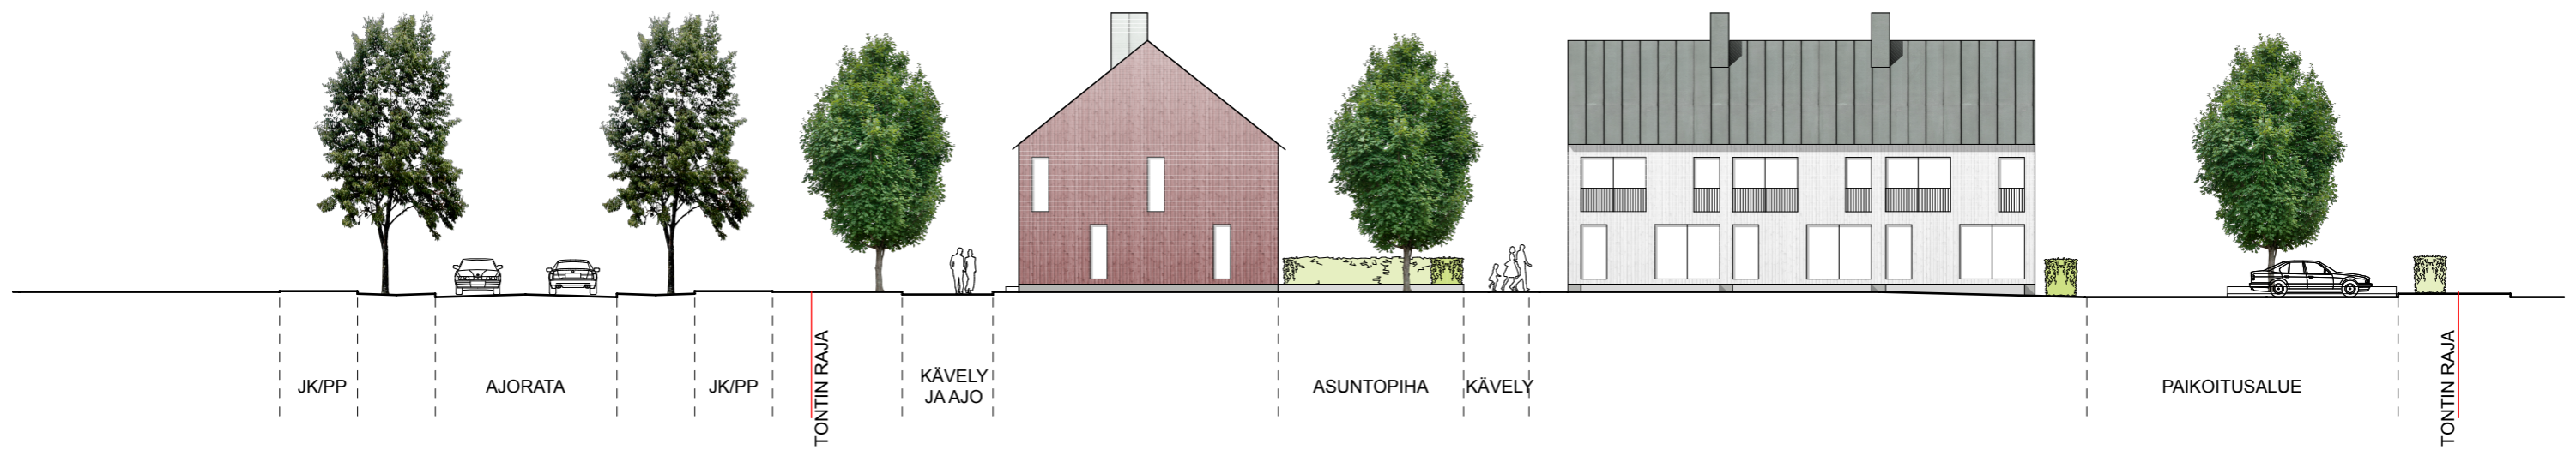 JK/PP
AJORATA
JK/PP
TONTIN RAJA
KÄVELY
JA AJO
ASUNTOPIHA
KÄVELY
PAIKOITUSALUE
TONTIN RAJA